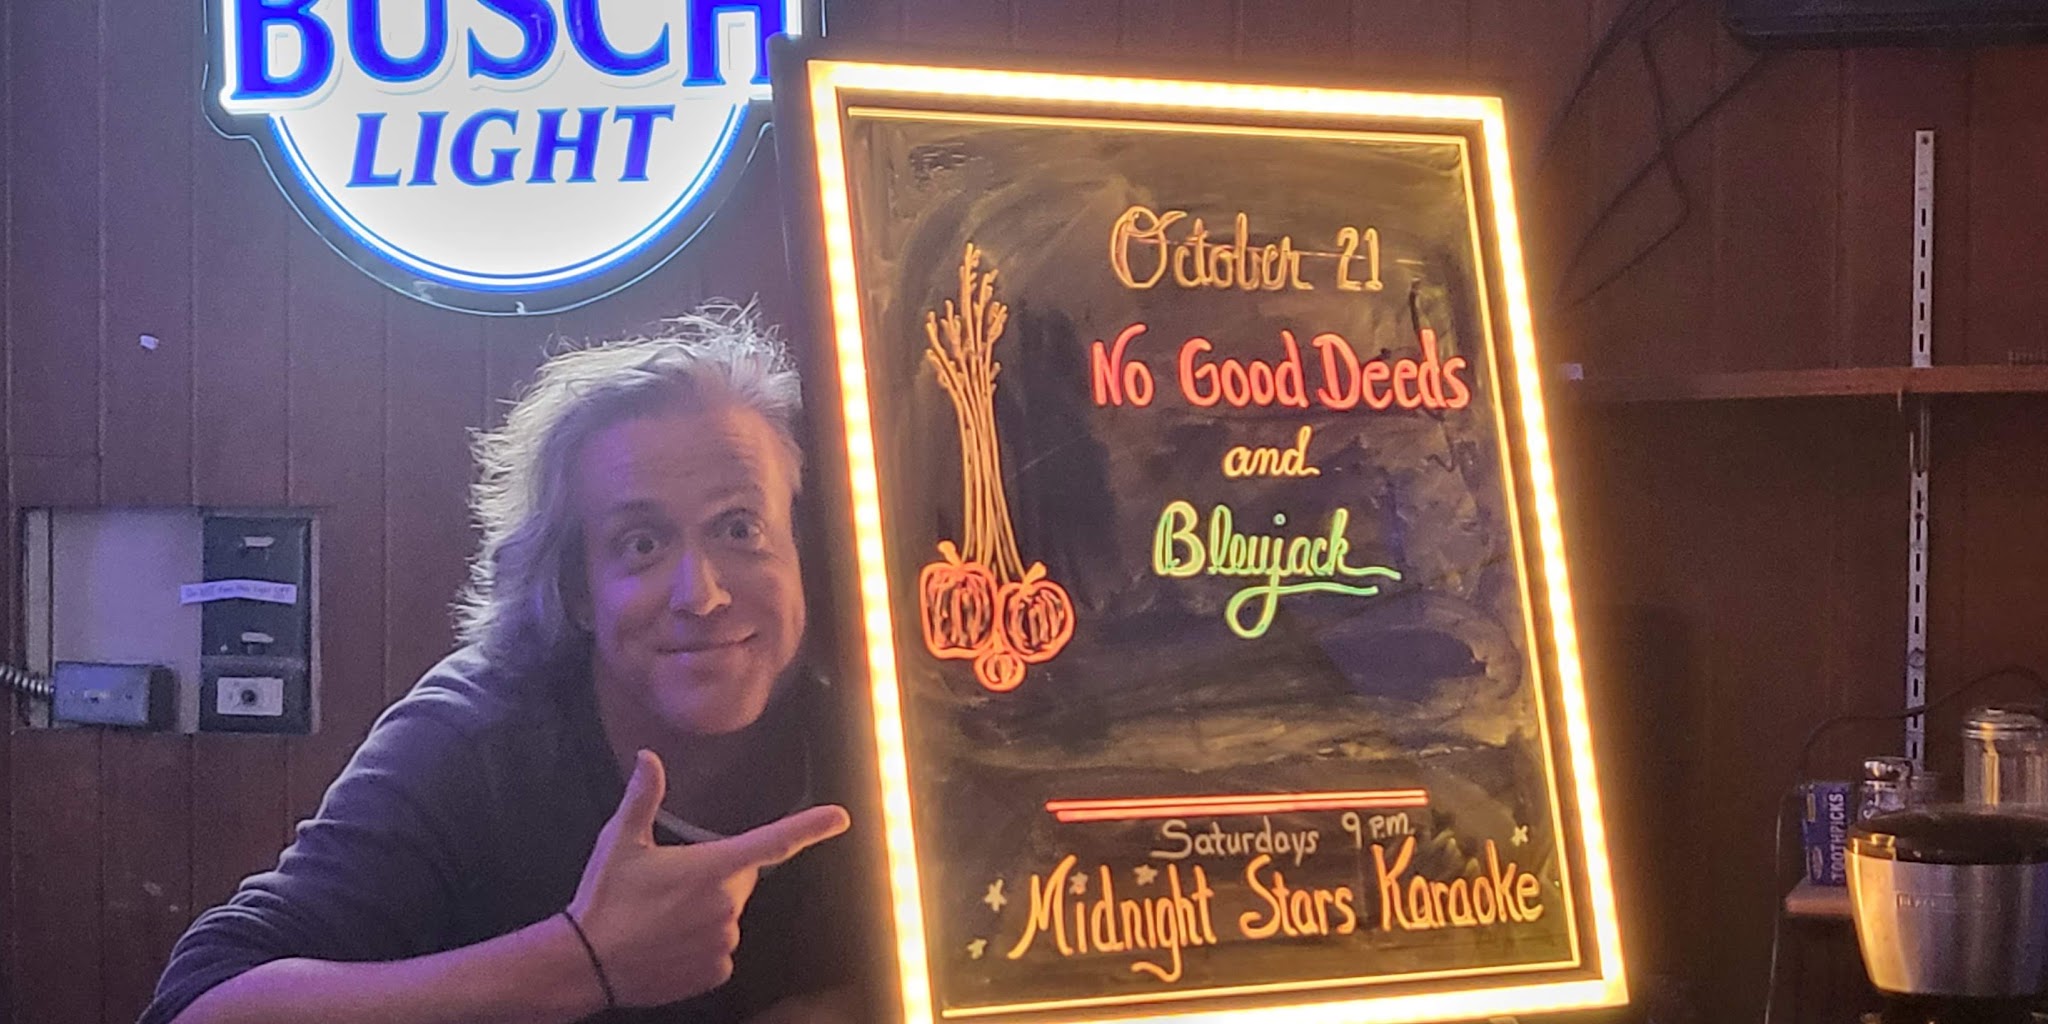 BUSCH
LIGHT
October 21
No Good Deeds
and
Bleujack
Saturdays 9 P.M.
Midnight Stars Karaoke
TOOTHPICKS